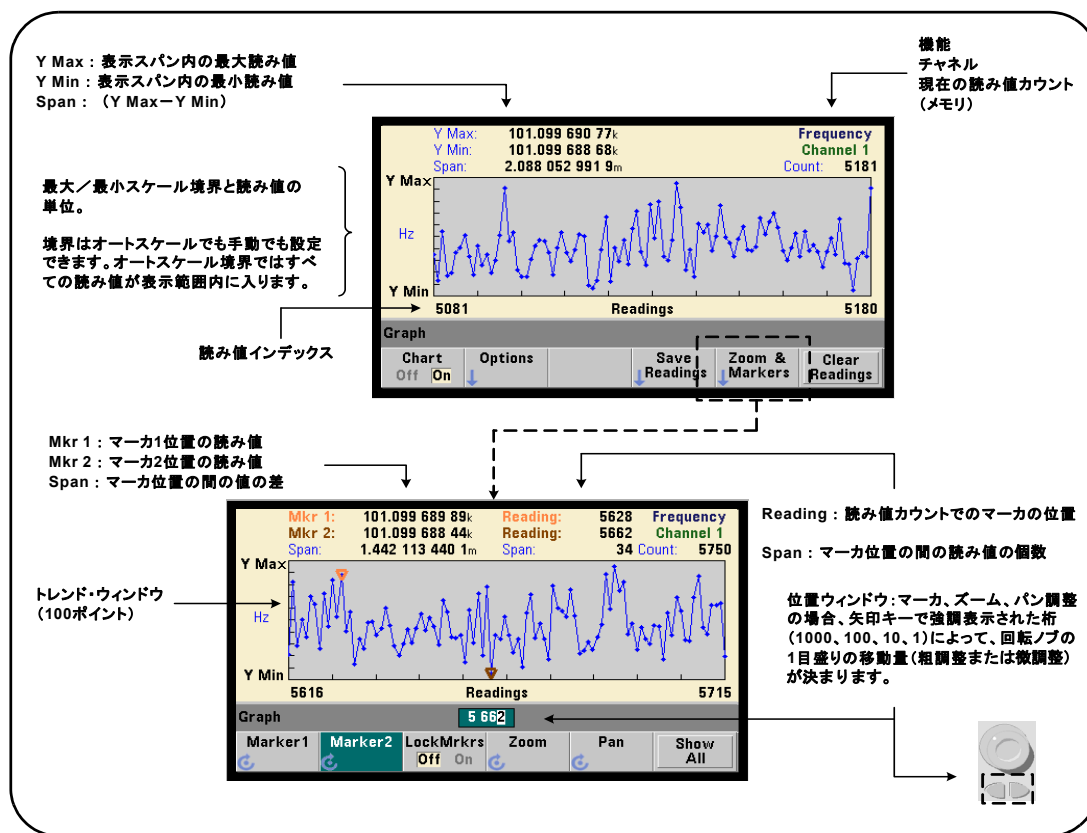 Y Max : 表示スパン内の最大読み値
Y Min : 表示スパン内の最小読み値
Span : （Y Max－Y Min）
機能
チャネル
現在の読み値カウント
（メモリ）
Y Max: 101.099 690 77k Frequency
Y Min: 101.099 688 68k Channel 1
Span: 2.088 052 991 9m Count: 5181
最大／最小スケール境界と読み値の
単位。
境界はオートスケールでも手動でも設定
できます。オートスケール境界ではすべ
ての読み値が表示範囲内に入ります。
Y Max
Hz
Y Min
5081 Readings 5180
読み値インデックス
Graph
Chart
Off On
Options
Save
Readings
Zoom &
Markers
Clear
Readings
Mkr 1 : マーカ1位置の読み値
Mkr 2 : マーカ2位置の読み値
Span : マーカ位置の間の値の差
Mkr 1: 101.099 689 89k Reading: 5628 Frequency
Mkr 2: 101.099 688 44k Reading: 5662 Channel 1
Span: 1.442 113 440 1m Span: 34 Count: 5750
Reading : 読み値カウントでのマーカの位置
Span : マーカ位置の間の読み値の個数
トレンド・ウィンドウ
（100ポイント）
Y Max
Hz
Y Min
5616 Readings 5715
位置ウィンドウ：マーカ、ズーム、パン調整
の場合、矢印キーで強調表示された桁
（1000、100、10、1）によって、回転ノブの
1目盛りの移動量（粗調整または微調整）
が決まります。
Graph 5 662
Marker1
Marker2
LockMrkrs
Off On
Zoom
Pan
Show
All